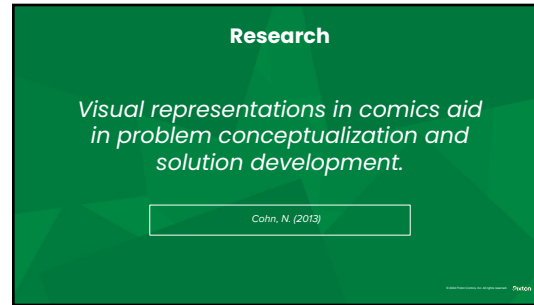 Research
Visual representations in comics aid
in problem conceptualization and
solution development.
Cohn, N. (2013)
Pixton